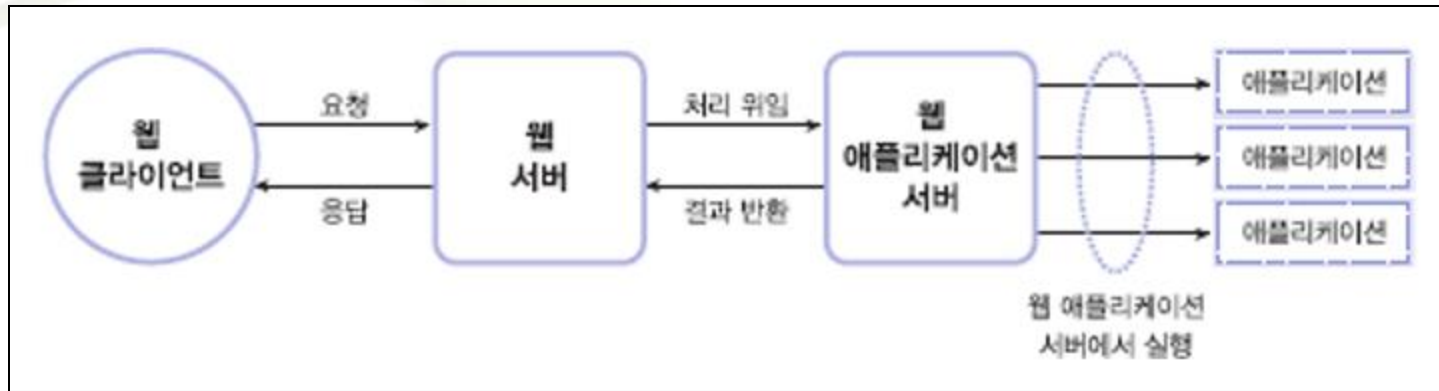 웹
클라이언트
요청
응답
웹
서버
처리 위임
결과 반환
웹
애플리케이션
서버
애플리케이션
애플리케이션
애플리케이션
웹 애플리케이션
서버에서 실행